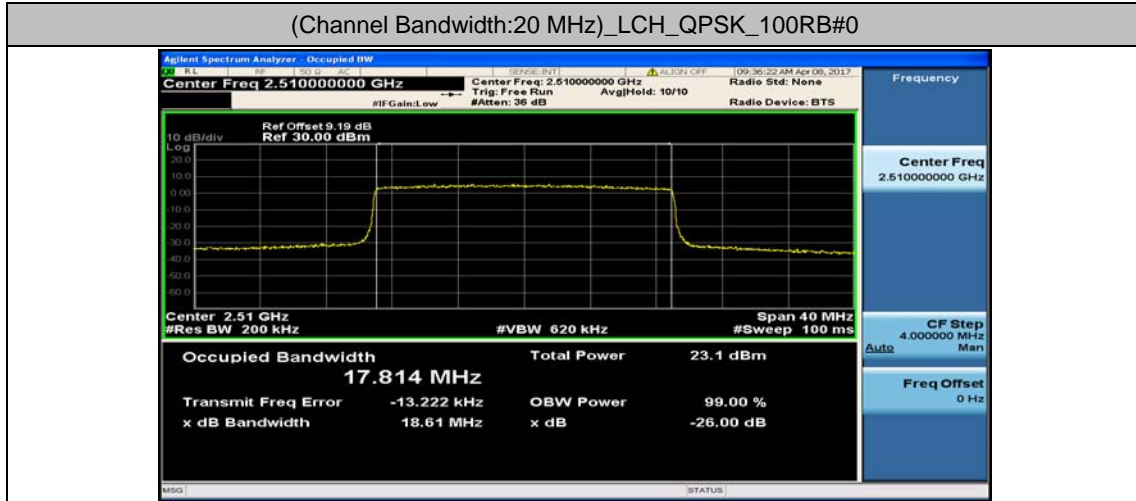 (Channel Bandwidth:20 MHz)_LCH_QPSK_100RB#0
Agilent Spectrum Analyzer - Occupied BW
RL RF 50 Ω AC SENSE:INT ALIGN OFF 09:36:22 AM Apr 08, 2017
Center Freq 2.510000000 GHz
Center Freq: 2.510000000 GHz
Radio Std: None
Trig: Free Run
Avg|Hold: 10/10
#IFGain:Low
#Atten: 36 dB
Radio Device: BTS
Ref Offset 9.19 dB
10 dB/div
Ref 30.00 dBm
Log
20.0
10.0
0.00
-10.0
-20.0
-30.0
-40.0
-50.0
-60.0
Center 2.51 GHz
Span 40 MHz
#Res BW 200 kHz
#VBW 620 kHz
#Sweep 100 ms
Occupied Bandwidth
Total Power
23.1 dBm
17.814 MHz
Transmit Freq Error
-13.222 kHz
OBW Power
99.00 %
x dB Bandwidth
18.61 MHz
x dB
-26.00 dB
MSG
STATUS
Frequency
Center Freq
2.510000000 GHz
CF Step
4.000000 MHz
Auto Man
Freq Offset
0 Hz